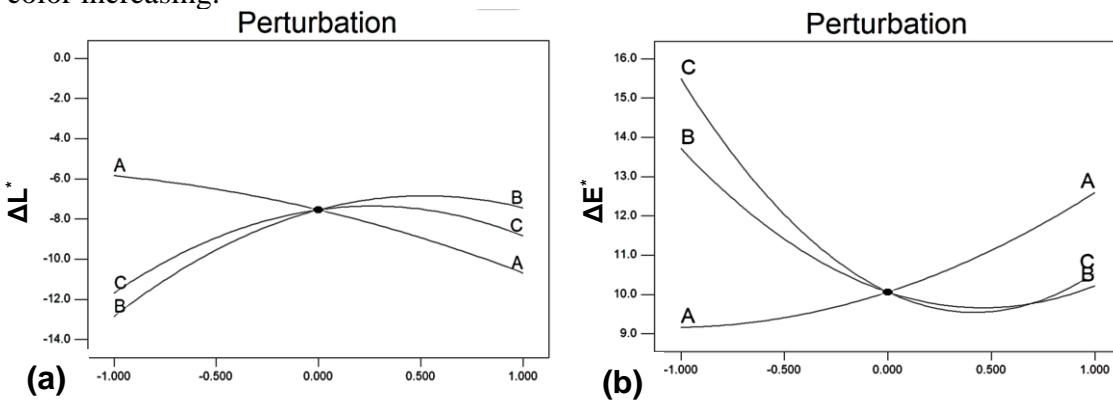 color increasing.
Perturbation
0.0
-2.0
-4.0
-6.0
-8.0
-10.0
-12.0
-14.0
ΔL*
A
C
B
B
C
A
-1.000
-0.500
0.000
0.500
1.000
(a)
Perturbation
16.0
15.0
14.0
13.0
12.0
11.0
10.0
9.0
ΔE*
C
B
A
A
C
B
-1.000
-0.500
0.000
0.500
1.000
(b)